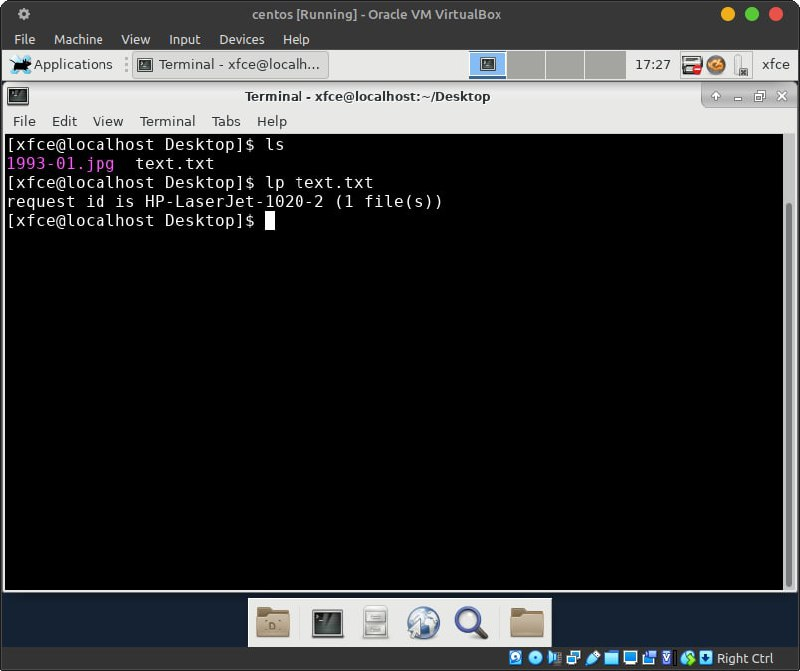 centos [Running] - Oracle VM VirtualBox
File Machine View Input Devices Help
Applications Terminal - xfce@localh... 17:27 xfce
Terminal - xfce@localhost:~/Desktop
File Edit View Terminal Tabs Help
[xfce@localhost Desktop]$ ls
1993-01.jpg text.txt
[xfce@localhost Desktop]$ lp text.txt
request id is HP-LaserJet-1020-2 (1 file(s))
[xfce@localhost Desktop]$
Right Ctrl